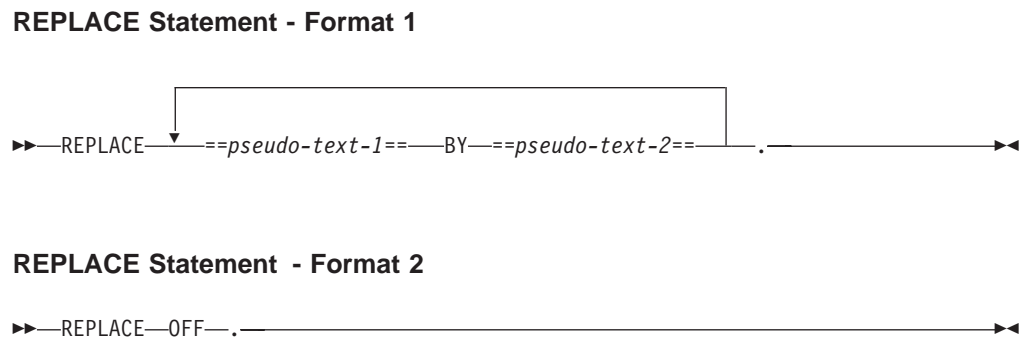 REPLACE Statement - Format 1
REPLACE ==pseudo-text-1== BY ==pseudo-text-2== .
REPLACE Statement - Format 2
REPLACE OFF .